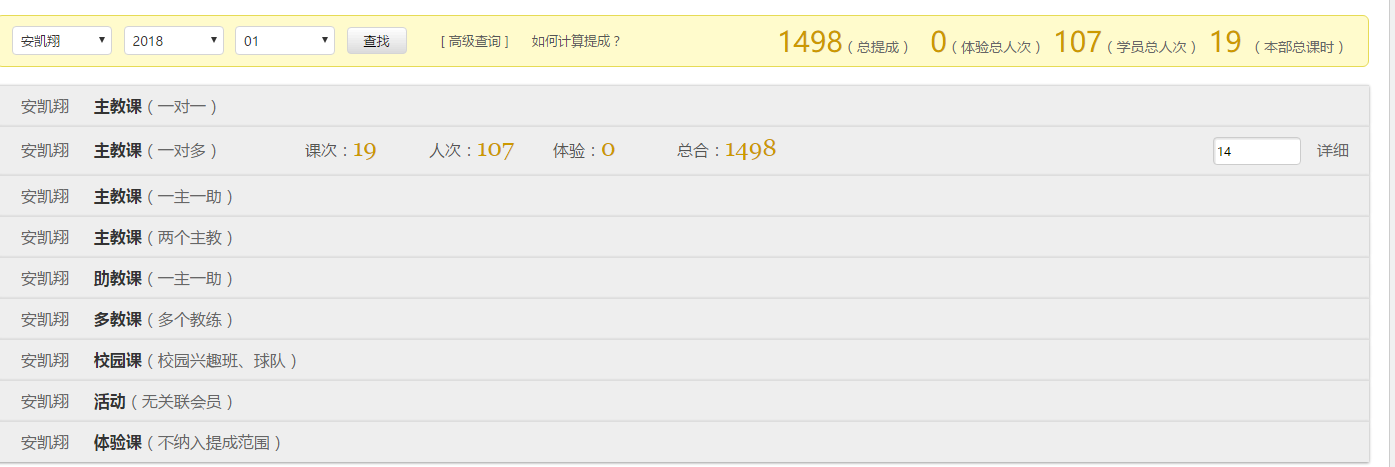 安凯翔 2018 01 查找 [ 高级查询 ] 如何计算提成？ 1498（总提成） 0（体验总人次） 107（学员总人次） 19（本部总课时）
安凯翔 主教课（一对一）
安凯翔 主教课（一对多） 课次：19 人次：107 体验：0 总合：1498 14 详细
安凯翔 主教课（一主一助）
安凯翔 主教课（两个主教）
安凯翔 助教课（一主一助）
安凯翔 多教课（多个教练）
安凯翔 校园课（校园兴趣班、球队）
安凯翔 活动（无关联会员）
安凯翔 体验课（不纳入提成范围）